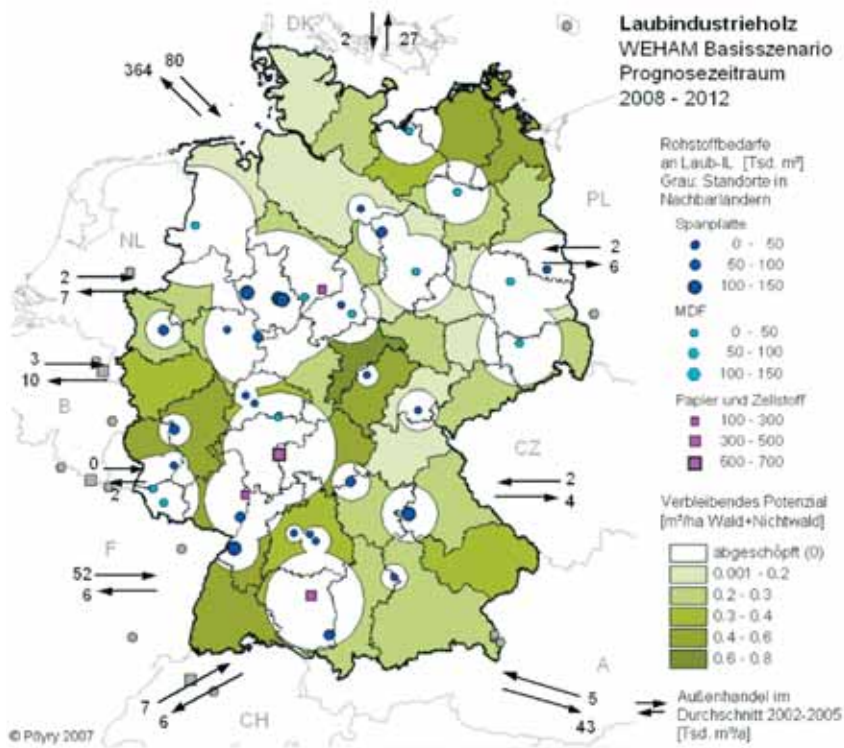 Laubindustrieholz
WEHAM Basisszenario
Prognosezeitraum
2008 - 2012
Rohstoffbedarfe
an Laub-IL [Tsd. m³]
Grau: Standorte in
Nachbarländern
Spanplatte
0 - 50
50 - 100
100 - 150
MDF
0 - 50
50 - 100
100 - 150
Papier und Zellstoff
100 - 300
300 - 500
600 - 700
Verbleibendes Potenzial
[m³/ha Wald+Nichtwald]
abgeschöpft (0)
0.001 - 0.2
0.2 - 0.3
0.3 - 0.4
0.4 - 0.6
0.6 - 0.8
Außenhandel im
Durchschnitt 2002-2005
[Tsd. m³/a]
DK
2
27
80
364
PL
2
6
NL
2
7
3
10
B
0
2
CZ
2
4
F
52
6
7
6
CH
A
5
43
© Pöyry 2007